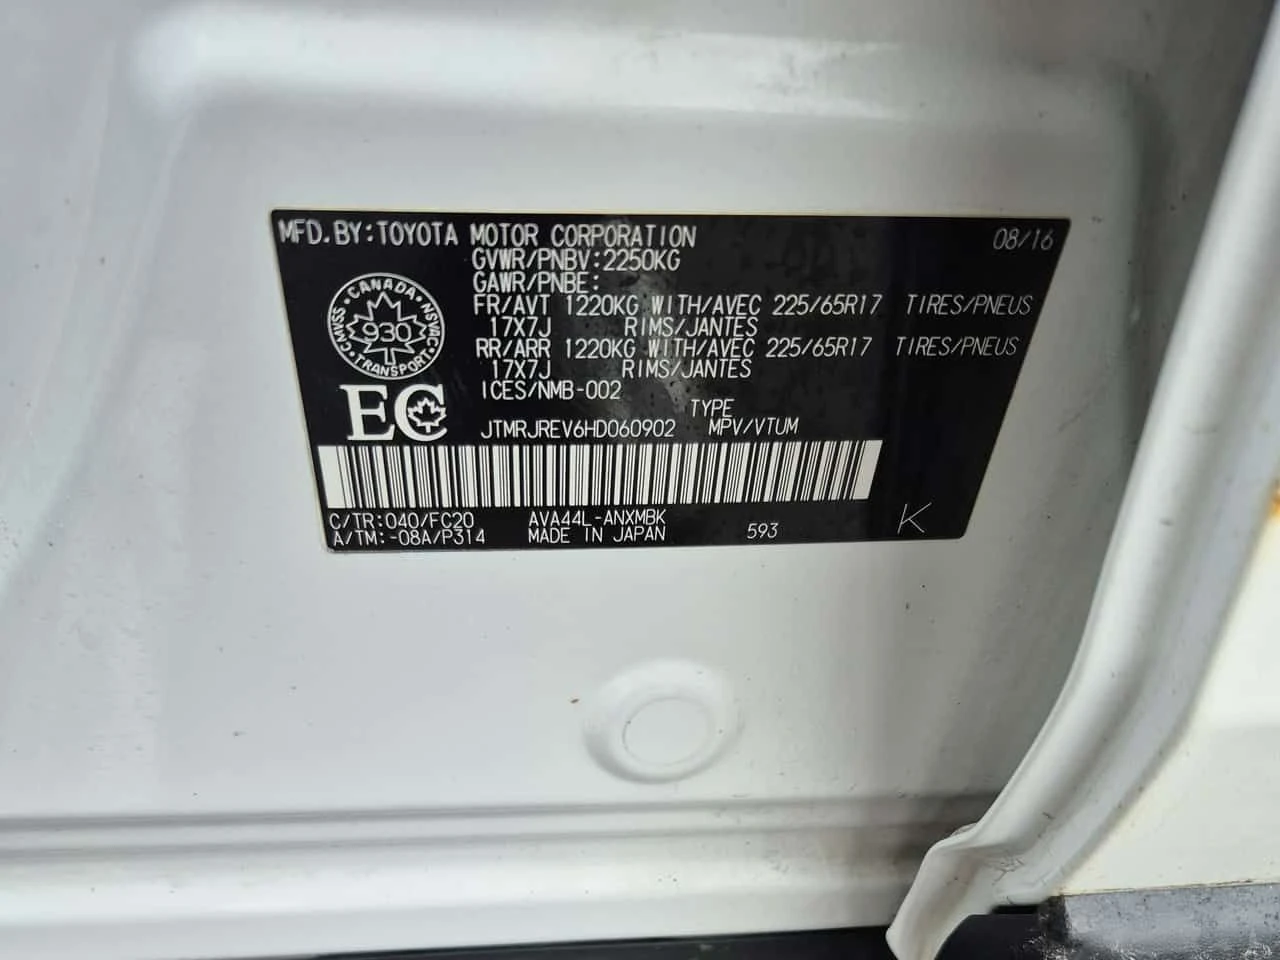 MFD.BY:TOYOTA MOTOR CORPORATION 08/16
GVWR/PNBV:2250KG
GAWR/PNBE:
FR/AVT 1220KG WITH/AVEC 225/65R17 TIRES/PNEUS
17X7J RIMS/JANTES
RR/ARR 1220KG WITH/AVEC 225/65R17 TIRES/PNEUS
17X7J RIMS/JANTES
ICES/NMB-002
CANADA
CMVSS
NSVAC
930
TRANSPORT
EC
TYPE
JTMRJREV6HD060902 MPV/VTUM
C/TR:040/FC20 AVA44L-ANXMBK
A/TM:-08A/P314 MADE IN JAPAN 593
K